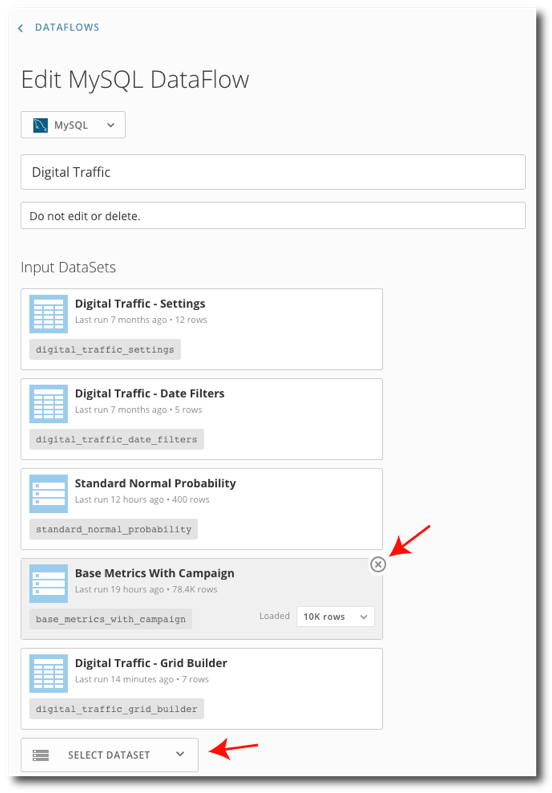 DATAFLOWS
Edit MySQL DataFlow
MySQL
Digital Traffic
Do not edit or delete.
Input DataSets
Digital Traffic - Settings
Last run 7 months ago • 12 rows
digital_traffic_settings
Digital Traffic - Date Filters
Last run 7 months ago • 5 rows
digital_traffic_date_filters
Standard Normal Probability
Last run 12 hours ago • 400 rows
standard_normal_probability
Base Metrics With Campaign
Last run 19 hours ago • 78.4K rows
base_metrics_with_campaign Loaded 10K rows
Digital Traffic - Grid Builder
Last run 14 minutes ago • 7 rows
digital_traffic_grid_builder
SELECT DATASET